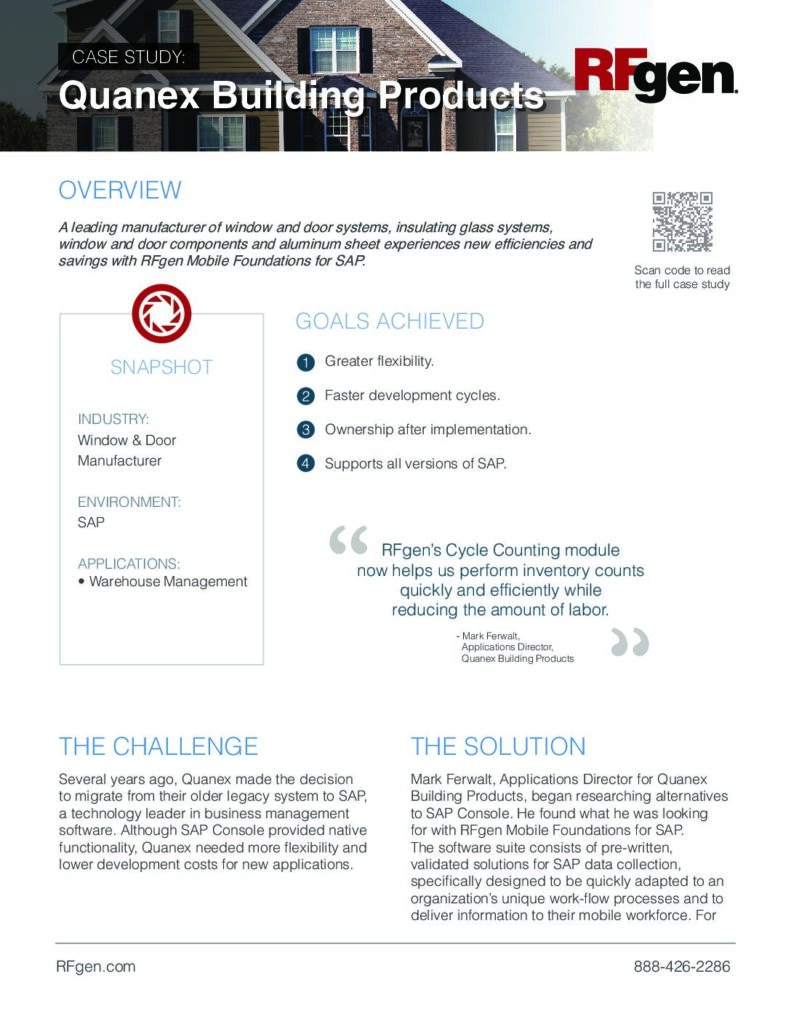 CASE STUDY:
Quanex Building Products
RFgen.
OVERVIEW
A leading manufacturer of window and door systems, insulating glass systems,
window and door components and aluminum sheet experiences new efficiencies and
savings with RFgen Mobile Foundations for SAP.
Scan code to read
the full case study
SNAPSHOT
INDUSTRY:
Window & Door
Manufacturer
ENVIRONMENT:
SAP
APPLICATIONS:
• Warehouse Management
GOALS ACHIEVED
1 Greater flexibility.
2 Faster development cycles.
3 Ownership after implementation.
4 Supports all versions of SAP.
“ RFgen’s Cycle Counting module
now helps us perform inventory counts
quickly and efficiently while
reducing the amount of labor.
- Mark Ferwalt,
Applications Director,
Quanex Building Products ”
THE CHALLENGE
Several years ago, Quanex made the decision
to migrate from their older legacy system to SAP,
a technology leader in business management
software. Although SAP Console provided native
functionality, Quanex needed more flexibility and
lower development costs for new applications.
THE SOLUTION
Mark Ferwalt, Applications Director for Quanex
Building Products, began researching alternatives
to SAP Console. He found what he was looking
for with RFgen Mobile Foundations for SAP.
The software suite consists of pre-written,
validated solutions for SAP data collection,
specifically designed to be quickly adapted to an
organization’s unique work-flow processes and to
deliver information to their mobile workforce. For
RFgen.com
888-426-2286